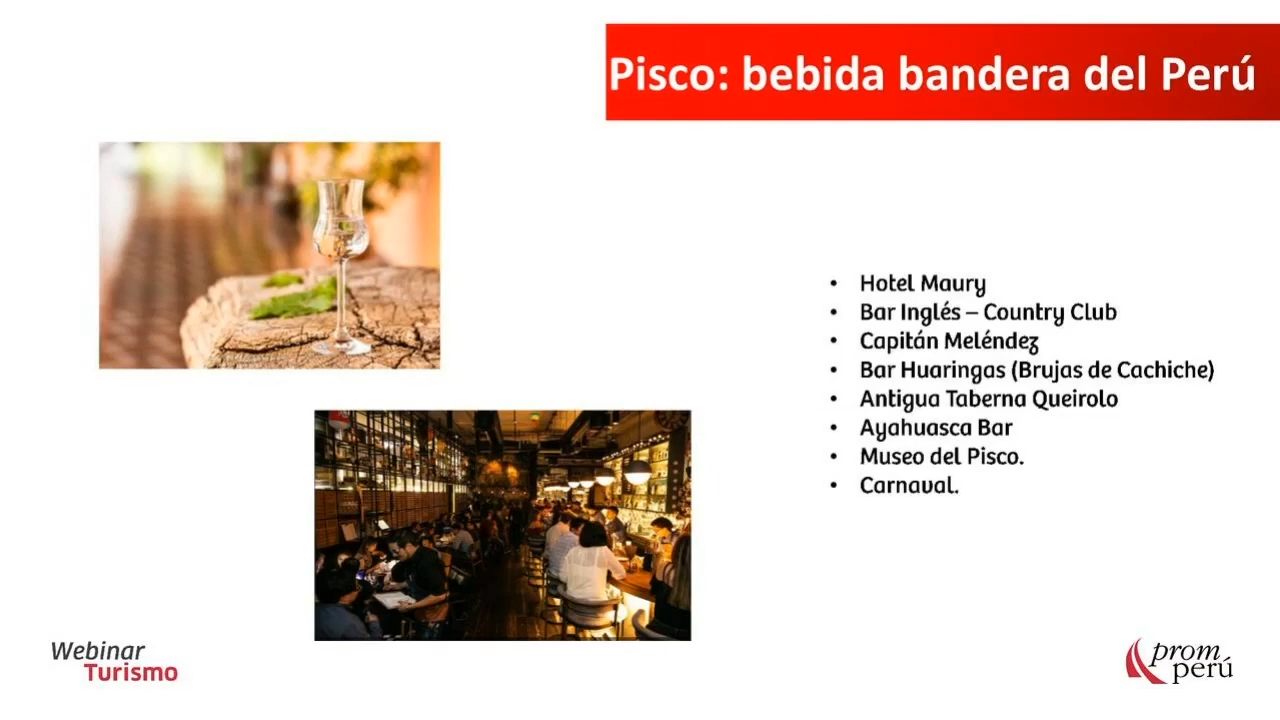 Pisco: bebida bandera del Perú
• Hotel Maury
• Bar Inglés – Country Club
• Capitán Meléndez
• Bar Huaringas (Brujas de Cachiche)
• Antigua Taberna Queirolo
• Ayahuasca Bar
• Museo del Pisco.
• Carnaval.
Webinar
Turismo
prom
perú